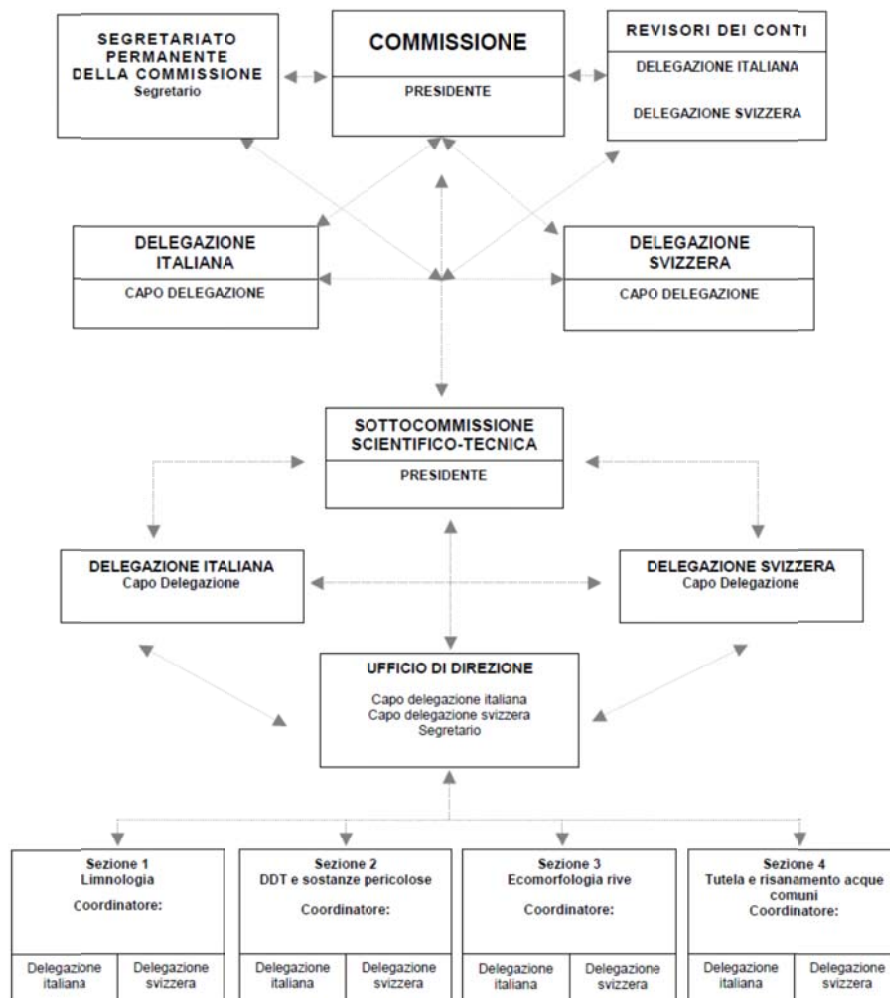 SEGRETARIATO
PERMANENTE
DELLA COMMISSIONE
Segretario
COMMISSIONE
PRESIDENTE
REVISORI DEI CONTI
DELEGAZIONE ITALIANA
DELEGAZIONE SVIZZERA
DELEGAZIONE
ITALIANA
CAPO DELEGAZIONE
DELEGAZIONE
SVIZZERA
CAPO DELEGAZIONE
SOTTOCOMMISSIONE
SCIENTIFICO-TECNICA
PRESIDENTE
DELEGAZIONE ITALIANA
Capo Delegazione
DELEGAZIONE SVIZZERA
Capo Delegazione
UFFICIO DI DIREZIONE
Capo delegazione italiana
Capo delegazione svizzera
Segretario
Sezione 1
Limnologia
Coordinatore:
Delegazione
italiana
Delegazione
svizzera
Sezione 2
DDT e sostanze pericolose
Coordinatore:
Delegazione
italiana
Delegazione
svizzera
Sezione 3
Ecomorfologia rive
Coordinatore:
Delegazione
italiana
Delegazione
svizzera
Sezione 4
Tutela e risanamento acque
comuni
Coordinatore:
Delegazione
italiana
Delegazione
svizzera